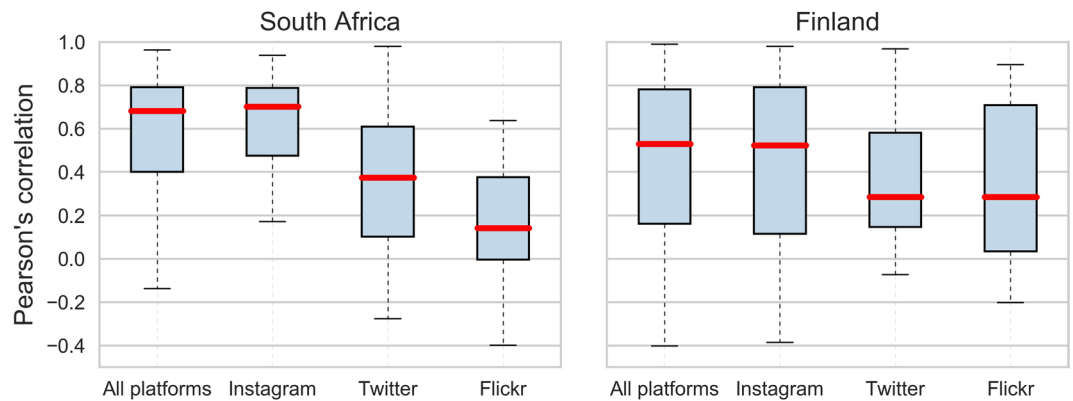 South Africa
Finland
Pearson's correlation
1.0
0.8
0.6
0.4
0.2
0.0
−0.2
−0.4
All platforms Instagram Twitter Flickr
All platforms Instagram Twitter Flickr